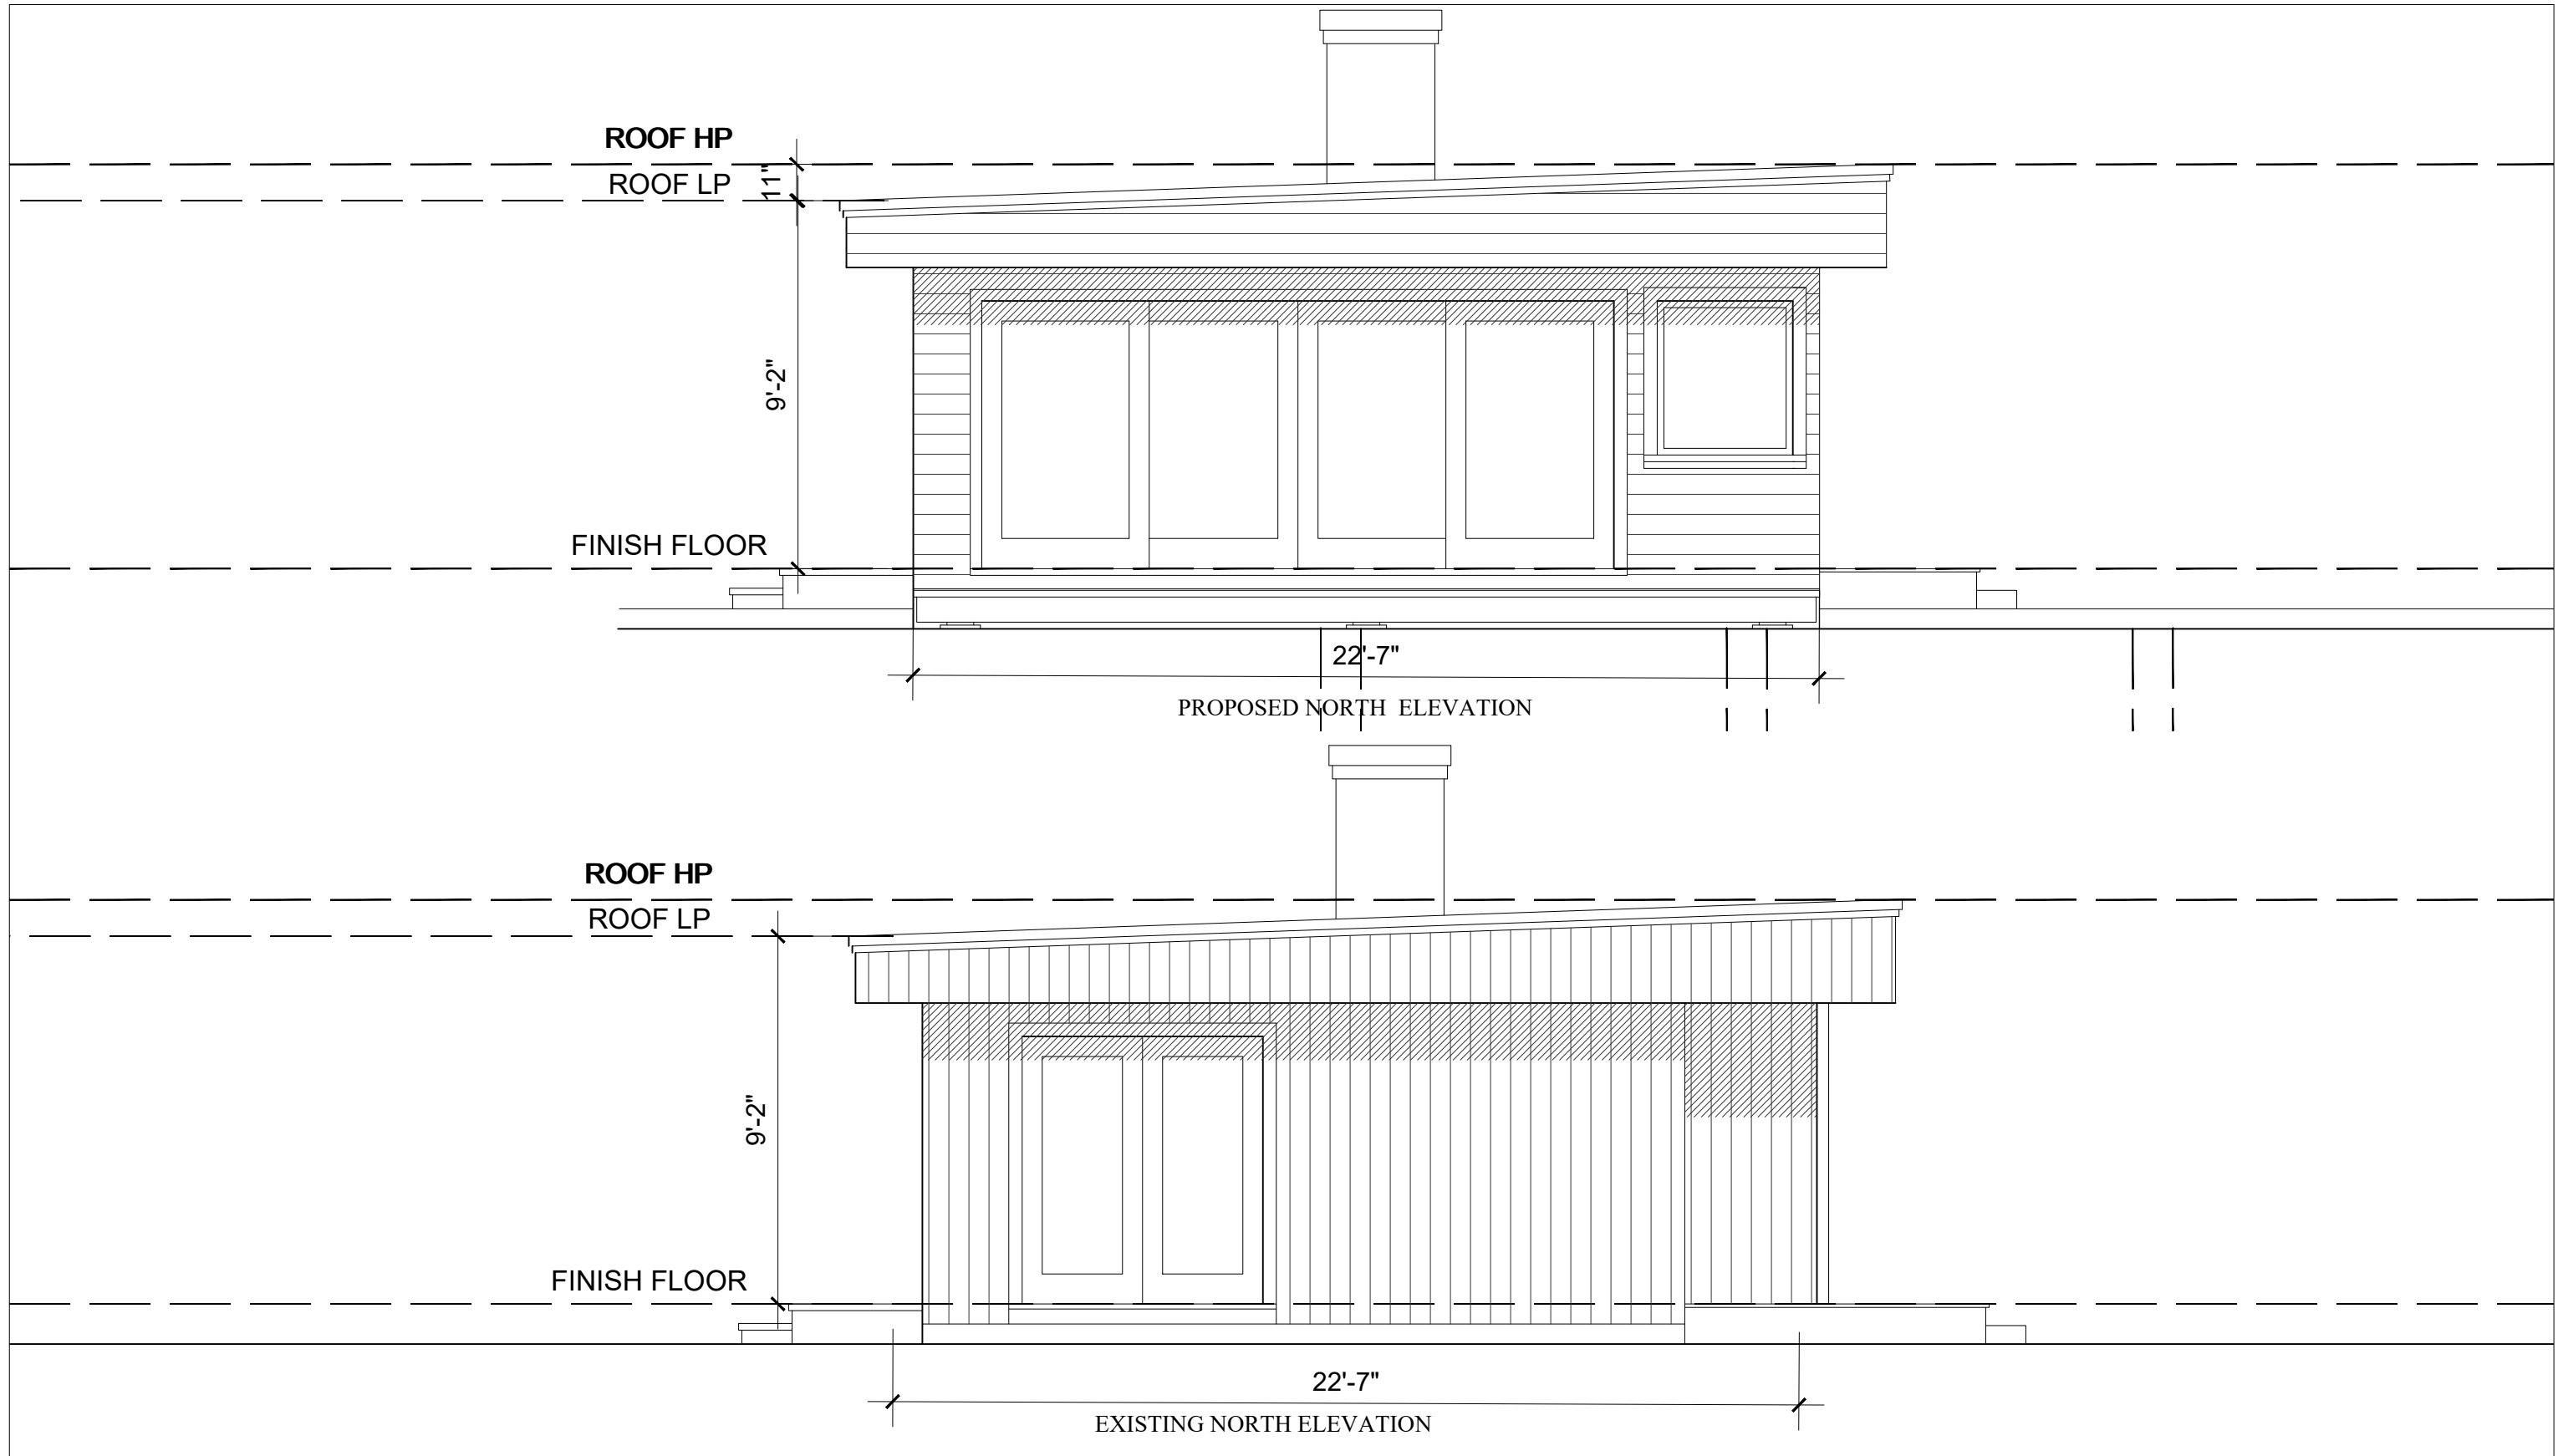 ROOF HP
ROOF LP
11"
9'-2"
FINISH FLOOR
22'-7"
PROPOSED NORTH ELEVATION
ROOF HP
ROOF LP
9'-2"
FINISH FLOOR
22'-7"
EXISTING NORTH ELEVATION